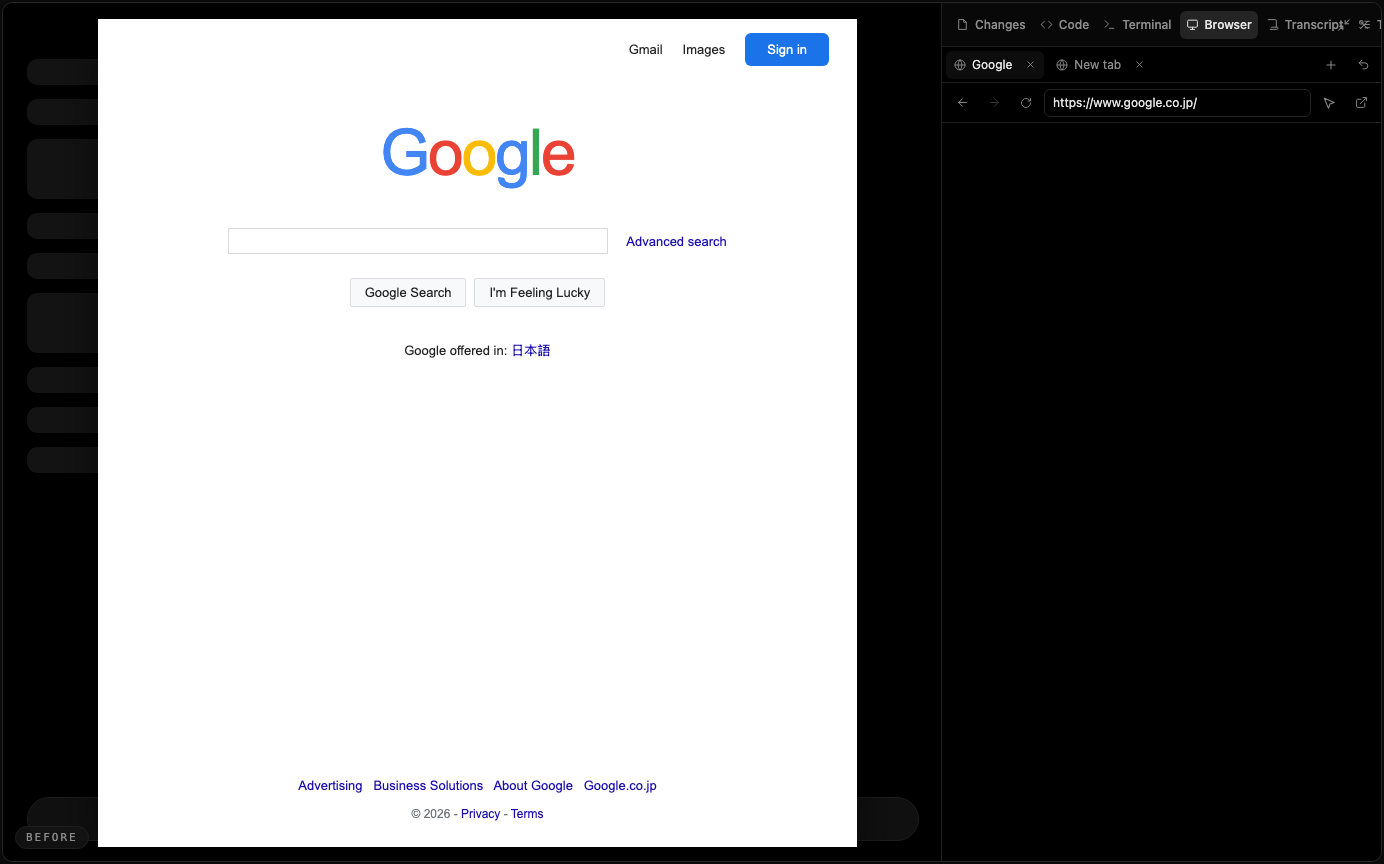 Changes Code Terminal Browser Transcript
Google New tab
https://www.google.co.jp/
Gmail Images Sign in
Google
Advanced search
Google Search I'm Feeling Lucky
Google offered in: 日本語
Advertising Business Solutions About Google Google.co.jp
© 2026 - Privacy - Terms
BEFORE